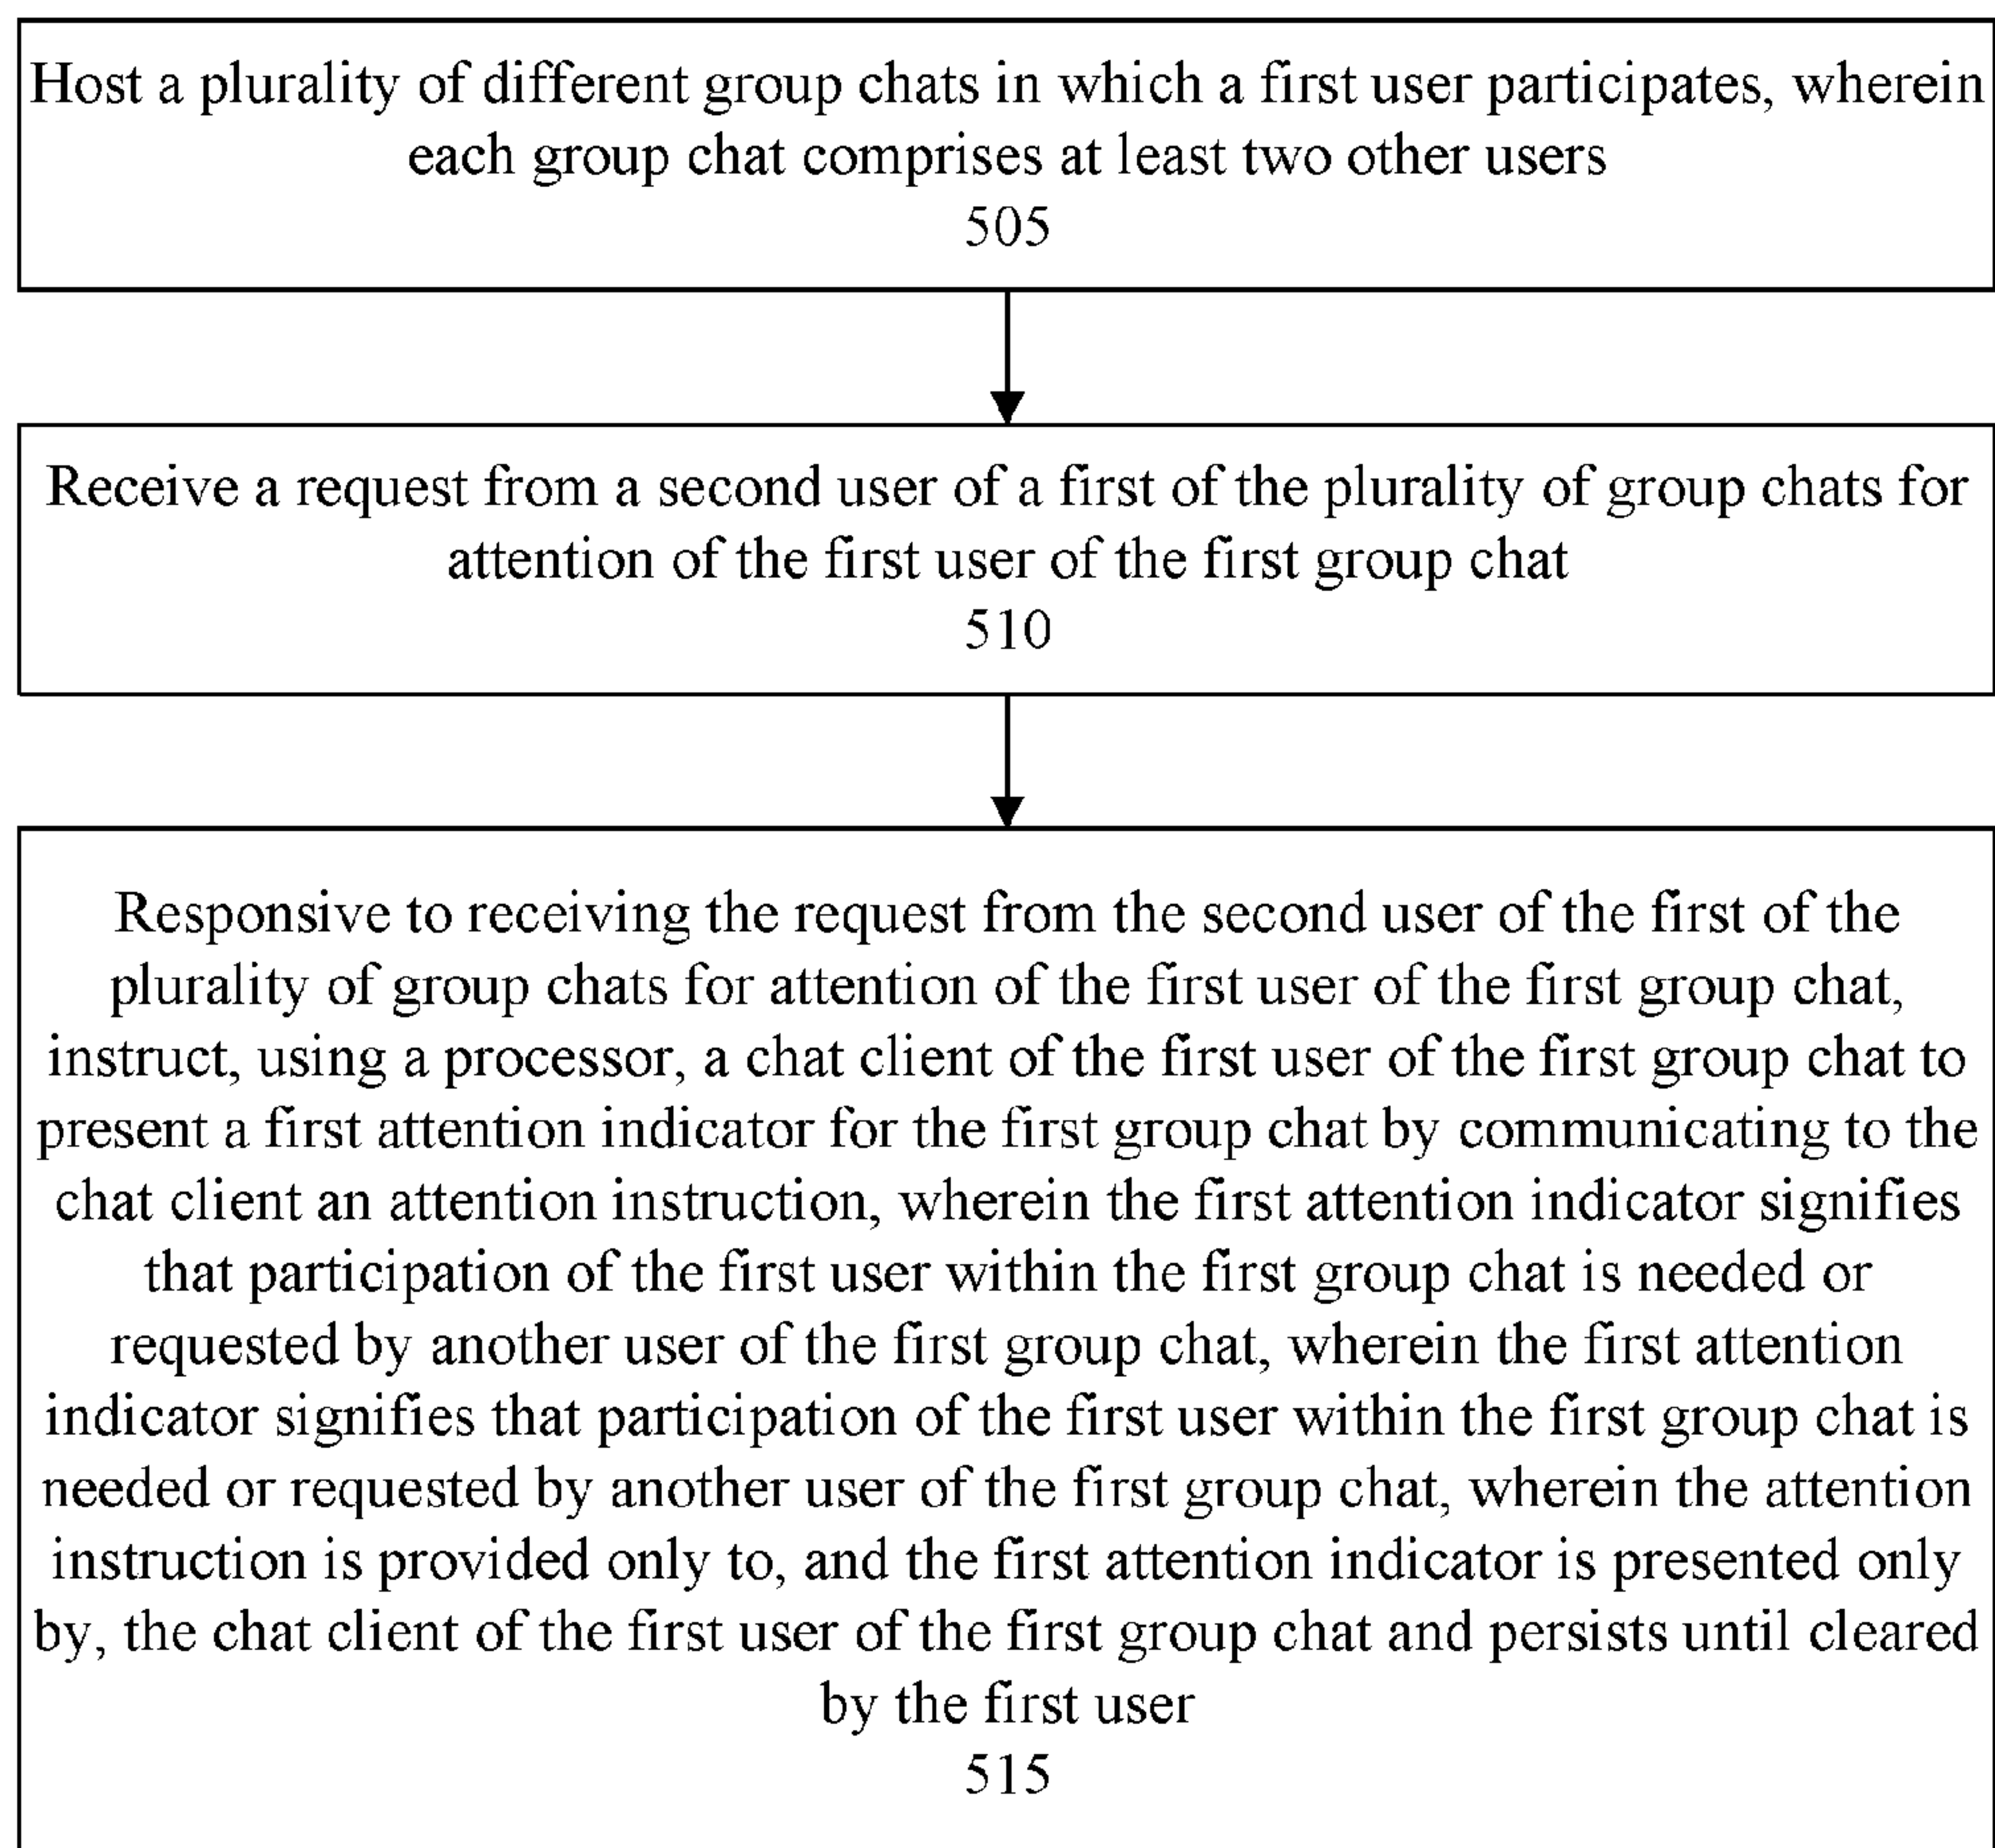 Host a plurality of different group chats in which a first user participates, wherein
each group chat comprises at least two other users
505
Receive a request from a second user of a first of the plurality of group chats for
attention of the first user of the first group chat
510
Responsive to receiving the request from the second user of the first of the
plurality of group chats for attention of the first user of the first group chat,
instruct, using a processor, a chat client of the first user of the first group chat to
present a first attention indicator for the first group chat by communicating to the
chat client an attention instruction, wherein the first attention indicator signifies
that participation of the first user within the first group chat is needed or
requested by another user of the first group chat, wherein the first attention
indicator signifies that participation of the first user within the first group chat is
needed or requested by another user of the first group chat, wherein the attention
instruction is provided only to, and the first attention indicator is presented only
by, the chat client of the first user of the first group chat and persists until cleared
by the first user
515